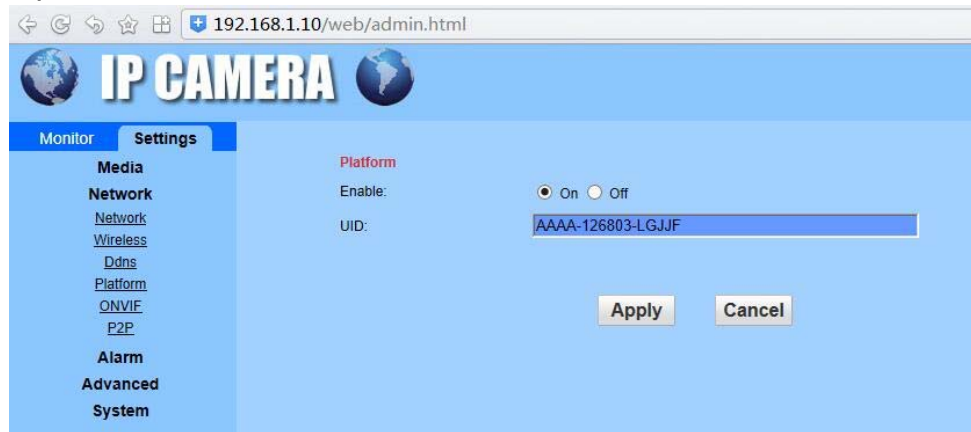 192.168.1.10/web/admin.html
IP CAMERA
Monitor Settings
Media
Network
Network
Wireless
Ddns
Platform
ONVIF
P2P
Alarm
Advanced
System
Platform
Enable: On Off
UID: AAAA-126803-LGJJF
Apply Cancel